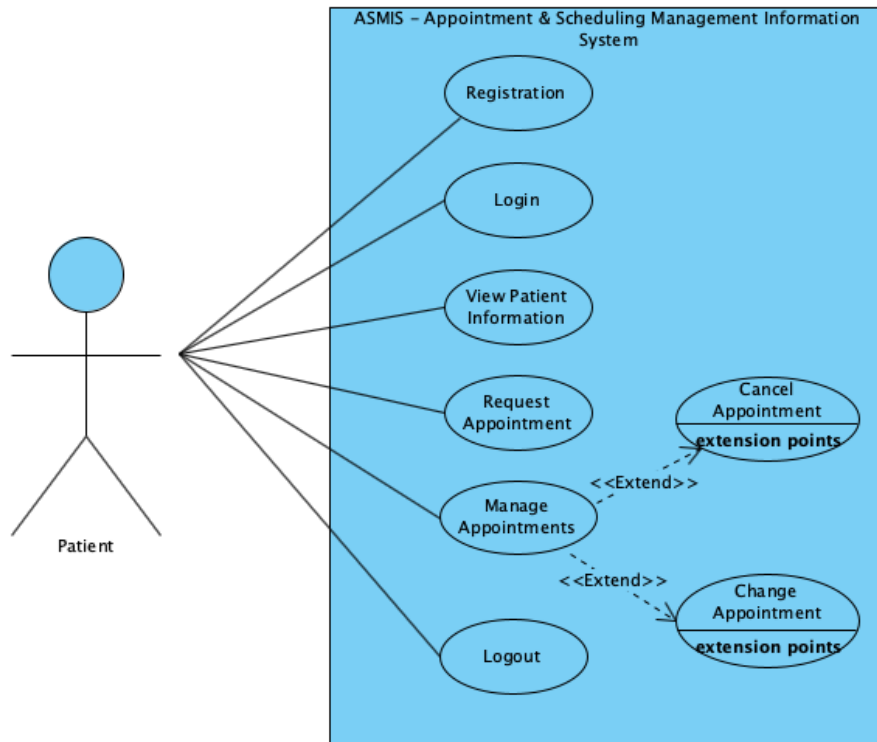 ASMIS - Appointment & Scheduling Management Information
System
Registration
Login
View Patient
Information
Request
Appointment
Cancel
Appointment
extension points
<<Extend>>
Manage
Appointments
Patient
<<Extend>>
Change
Appointment
extension points
Logout